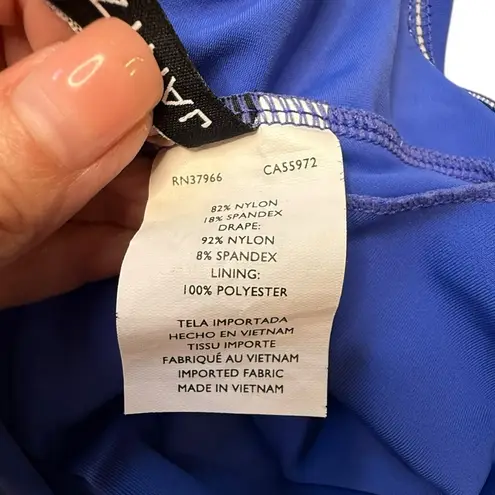 RN37966 CA55972
82% NYLON
18% SPANDEX
DRAPE:
92% NYLON
8% SPANDEX
LINING:
100% POLYESTER
TELA IMPORTADA
HECHO EN VIETNAM
TISSU IMPORTE
FABRIQUÉ AU VIETNAM
IMPORTED FABRIC
MADE IN VIETNAM